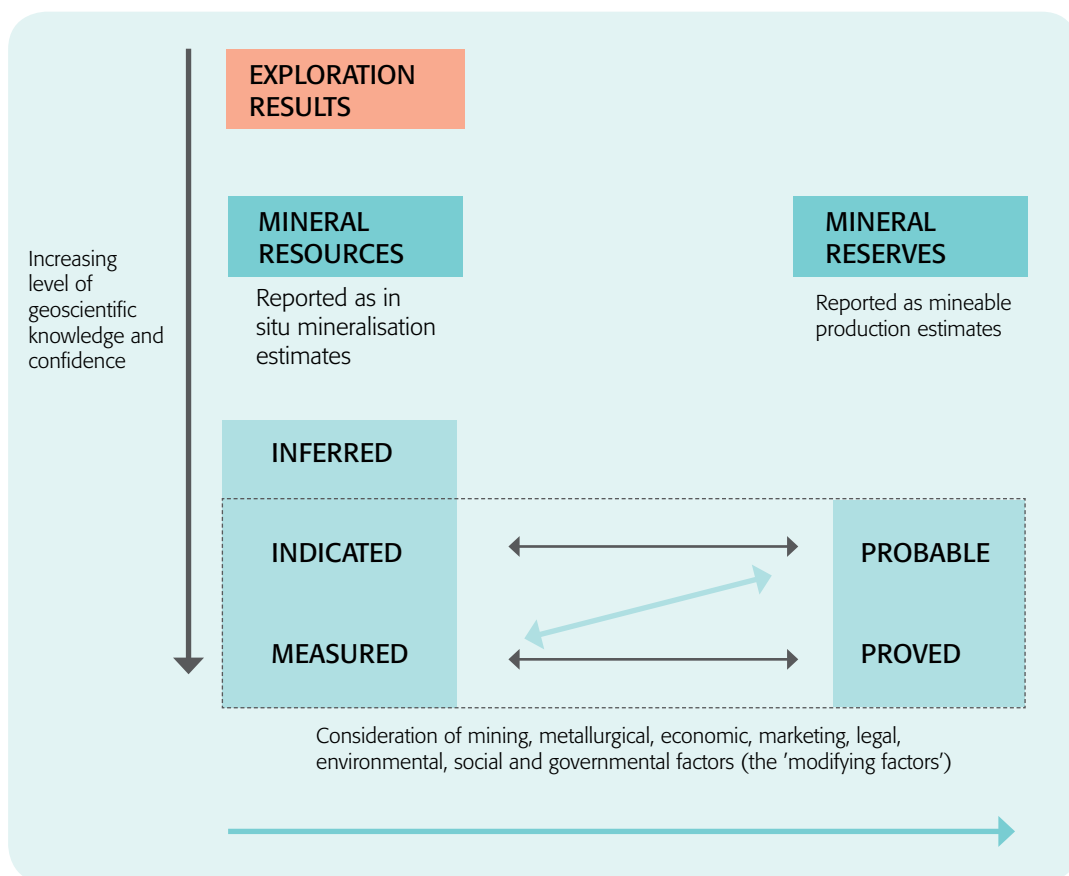 EXPLORATION
RESULTS
MINERAL
RESOURCES
MINERAL
RESERVES
Increasing
level of
geoscientific
knowledge and
confidence
Reported as in
situ mineralisation
estimates
Reported as mineable
production estimates
INFERRED
INDICATED
PROBABLE
MEASURED
PROVED
Consideration of mining, metallurgical, economic, marketing, legal,
environmental, social and governmental factors (the 'modifying factors')